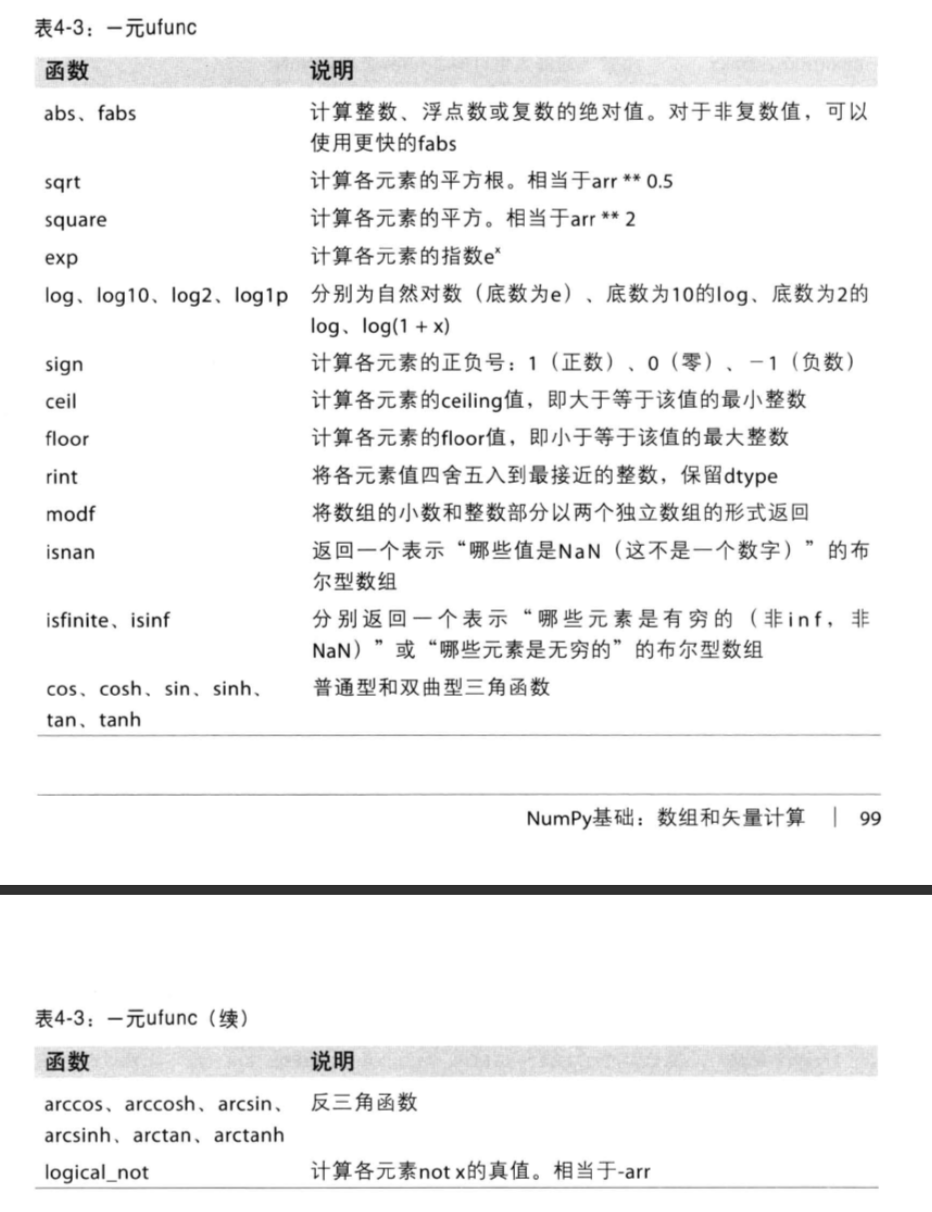 表4-3：一元ufunc
函数 说明
abs、fabs 计算整数、浮点数或复数的绝对值。对于非复数值，可以
使用更快的fabs
sqrt 计算各元素的平方根。相当于arr ** 0.5
square 计算各元素的平方。相当于arr ** 2
exp 计算各元素的指数eˣ
log、log10、log2、log1p 分别为自然对数（底数为e）、底数为10的log、底数为2的
log、log(1 + x)
sign 计算各元素的正负号：1（正数）、0（零）、－1（负数）
ceil 计算各元素的ceiling值，即大于等于该值的最小整数
floor 计算各元素的floor值，即小于等于该值的最大整数
rint 将各元素值四舍五入到最接近的整数，保留dtype
modf 将数组的小数和整数部分以两个独立数组的形式返回
isnan 返回一个表示“哪些值是NaN（这不是一个数字）”的布
尔型数组
isfinite、isinf 分别返回一个表示“哪些元素是有穷的（非inf，非
NaN）”或“哪些元素是无穷的”的布尔型数组
cos、cosh、sin、sinh、 普通型和双曲型三角函数
tan、tanh
NumPy基础：数组和矢量计算 | 99
表4-3：一元ufunc（续）
函数 说明
arccos、arccosh、arcsin、 反三角函数
arcsinh、arctan、arctanh
logical_not 计算各元素not x的真值。相当于-arr